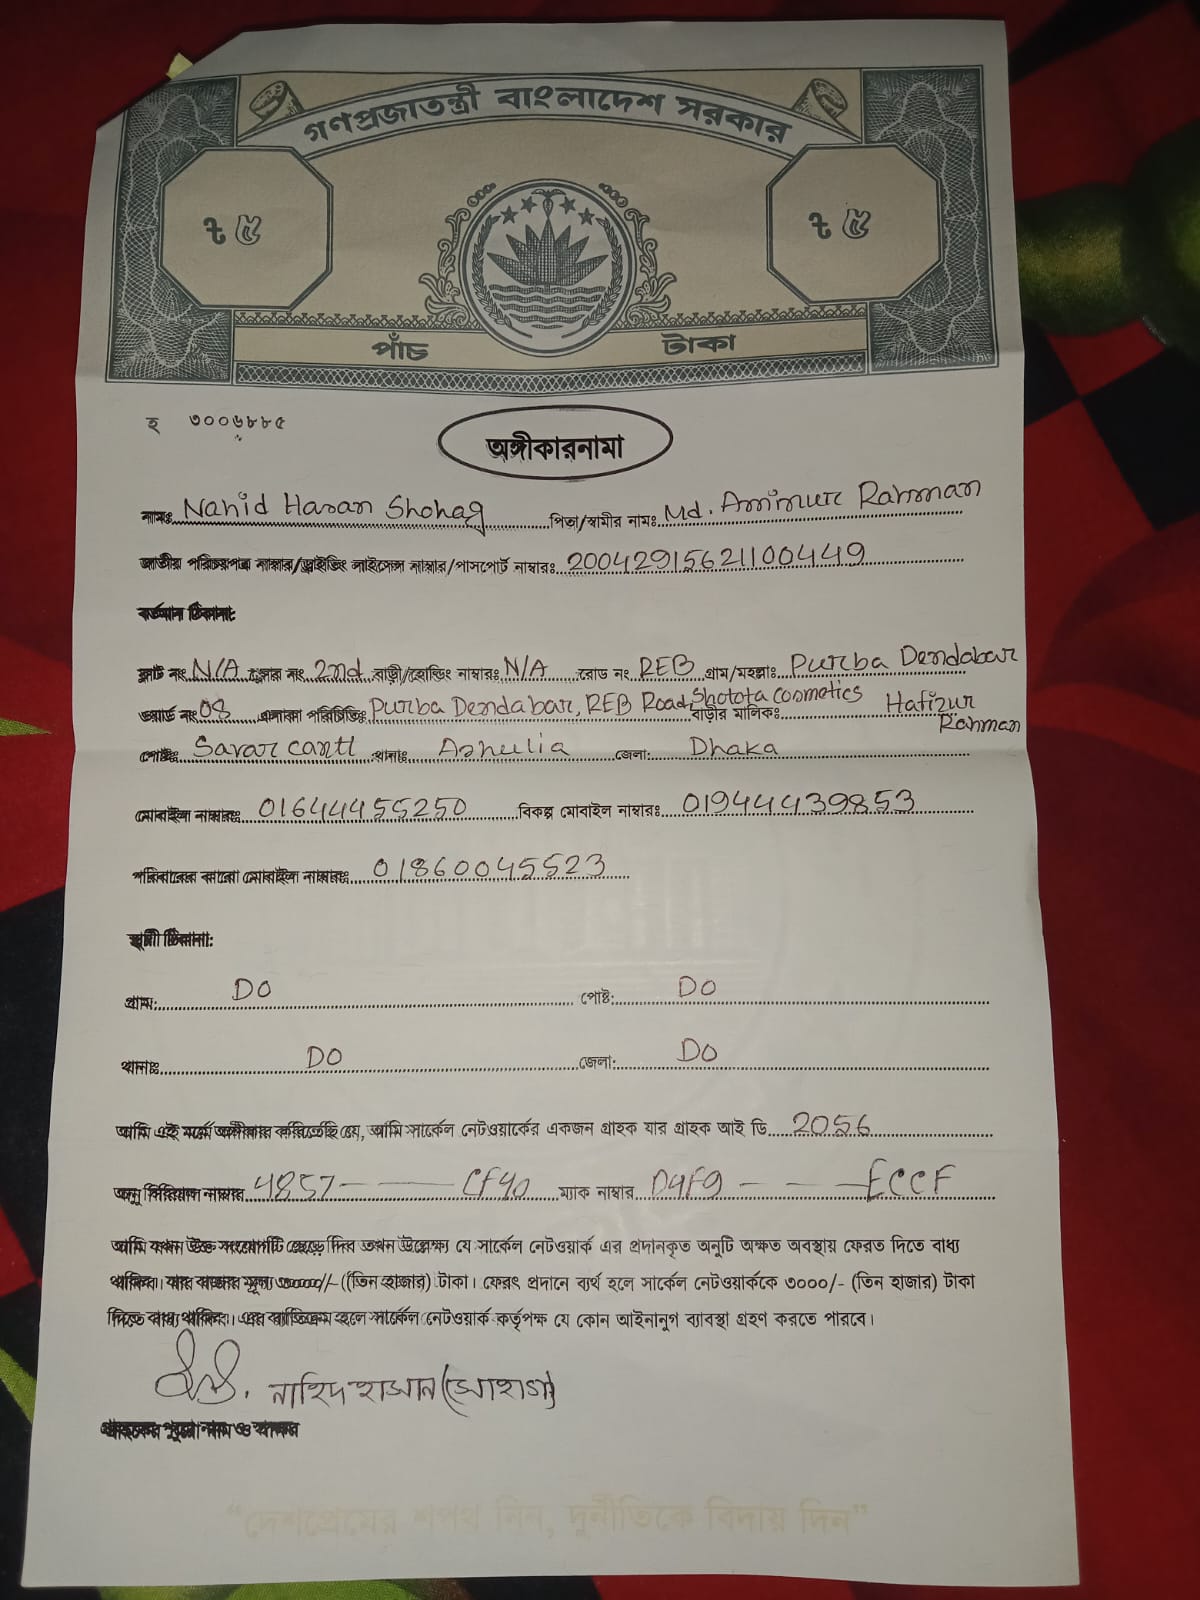 গণপ্রজাতন্ত্রী বাংলাদেশ সরকার
৳ ৫ ৳ ৫
পাঁচ টাকা
হ ৩০০৬৮৮৫
অঙ্গীকারনামা
নামঃ Nahid Hasan Shohag পিতা/স্বামীর নামঃ Md. Aminur Rahman
জাতীয় পরিচয়পত্র নাম্বার/ড্রাইভিং লাইসেন্স নাম্বার/পাসপোর্ট নাম্বারঃ 20042915621100449
বর্তমান ঠিকানা:
ফ্লাট নং N/A ফ্লোর নং 2nd বাড়ী/হোল্ডিং নাম্বারঃ N/A রোড নং REB গ্রাম/মহল্লাঃ Purba Dendabar
ওয়ার্ড নং 08 এলাকা পরিচিতিঃ Purba Dendabar, REB Road, Shotota Cosmetics বাড়ীর মালিকঃ Hafizur Rahman
পোষ্টঃ Savar cantt থানাঃ Ashulia জেলা: Dhaka
মোবাইল নাম্বারঃ 01644455250 বিকল্প মোবাইল নাম্বারঃ 01944439853
পরিবারের কারো মোবাইল নাম্বারঃ 01860045523
স্থায়ী ঠিকানা:
গ্রাম: DO পোষ্ট: DO
থানাঃ DO জেলা: DO
আমি এই মর্মে অঙ্গীকার করিতেছি যে, আমি সার্কেল নেটওয়ার্কের একজন গ্রাহক যার গ্রাহক আই ডি 2056
অনু সিরিয়াল নাম্বার 4857 - - CF40 ম্যাক নাম্বার D4F9 - - - ECCF
আমি যখন উক্ত সংযোগটি ছেড়ে দিব তখন উল্লেক্ষ্য যে সার্কেল নেটওয়ার্ক এর প্রদানকৃত অনুটি অক্ষত অবস্থায় ফেরত দিতে বাধ্য
থাকিব। যার বাজার মূল্য ৩০০০/- (তিন হাজার) টাকা। ফেরৎ প্রদানে ব্যর্থ হলে সার্কেল নেটওয়ার্ককে ৩০০০/- (তিন হাজার) টাকা
দিতে বাধ্য থাকিব। এর ব্যতিক্রম হলে সার্কেল নেটওয়ার্ক কর্তৃপক্ষ যে কোন আইনানুগ ব্যবস্থা গ্রহণ করতে পারবে।
নাহিদ হাসান (সোহাগ)
গ্রাহকের পুরো নাম ও স্বাক্ষর
“দেশপ্রেমের শপথ নিন, দুর্নীতিকে বিদায় দিন”